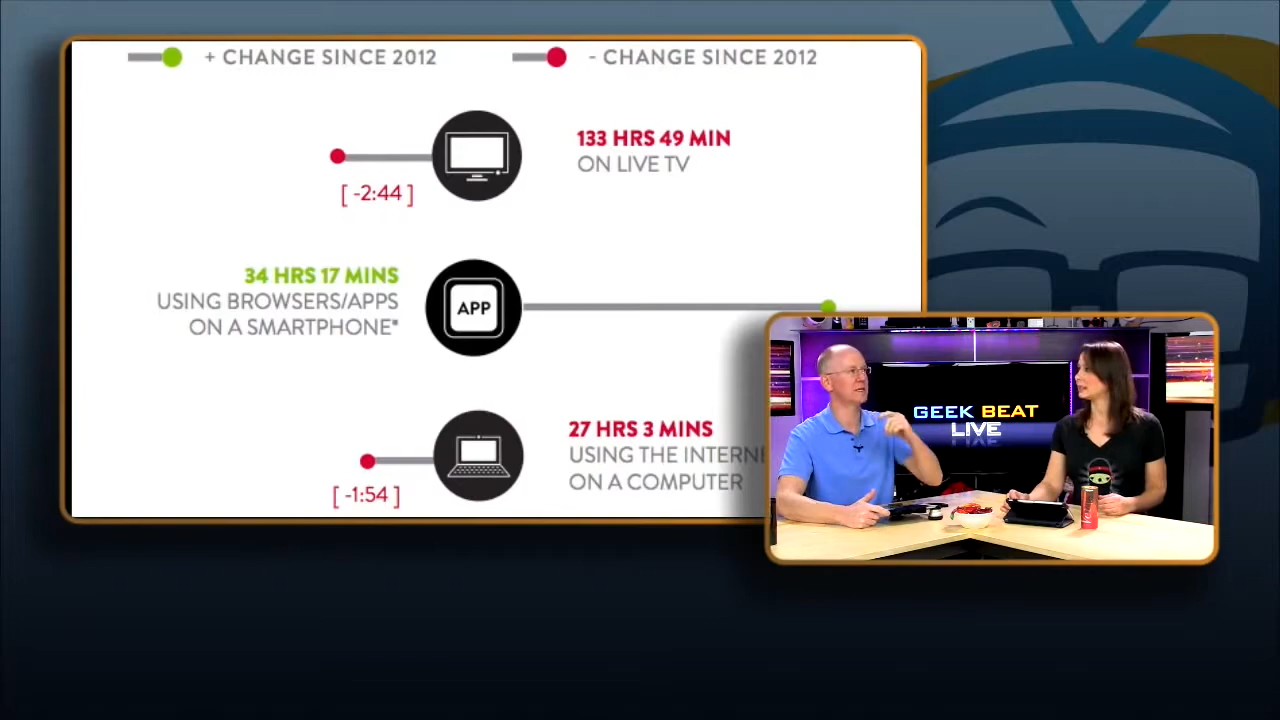 + CHANGE SINCE 2012
- CHANGE SINCE 2012
133 HRS 49 MIN
ON LIVE TV
[ -2:44 ]
34 HRS 17 MINS
USING BROWSERS/APPS
ON A SMARTPHONE*
APP
27 HRS 3 MINS
USING THE INTERN
ON A COMPUTER
[ -1:54 ]
GEEK BEAT
LIVE